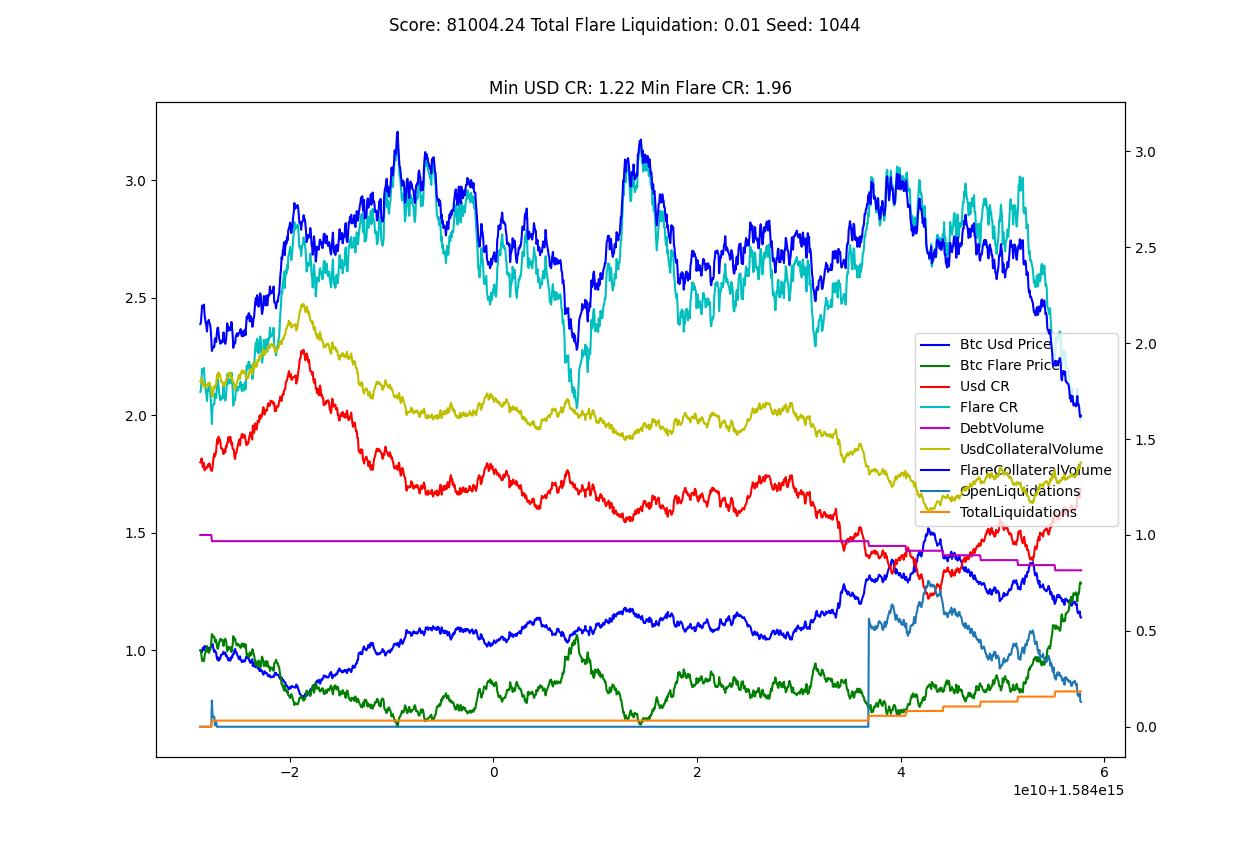 Score: 81004.24 Total Flare Liquidation: 0.01 Seed: 1044
Min USD CR: 1.22 Min Flare CR: 1.96
3.0
2.5
2.0
1.5
1.0
3.0
2.5
2.0
1.5
1.0
0.5
0.0
Btc Usd Price
Btc Flare Price
Usd CR
Flare CR
DebtVolume
UsdCollateralVolume
FlareCollateralVolume
OpenLiquidations
TotalLiquidations
−2 0 2 4 6
1e10+1.584e15